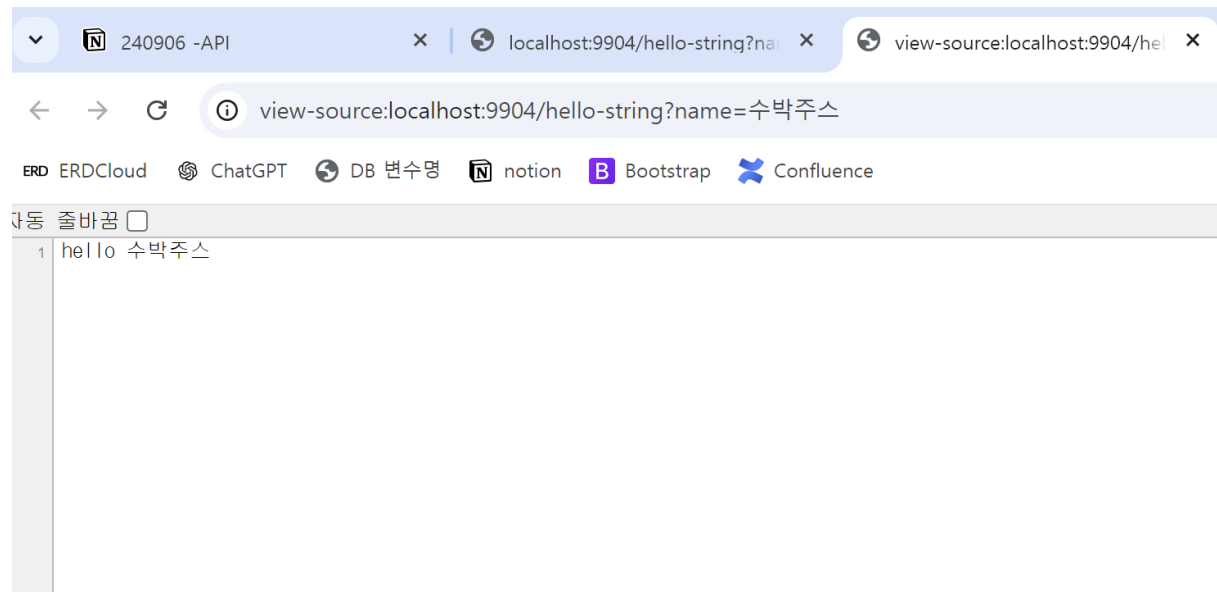 240906 -API
localhost:9904/hello-string?na
view-source:localhost:9904/hel
view-source:localhost:9904/hello-string?name=수박주스
ERD ERDCloud ChatGPT DB 변수명 notion B Bootstrap Confluence
자동 줄바꿈
1 hello 수박주스